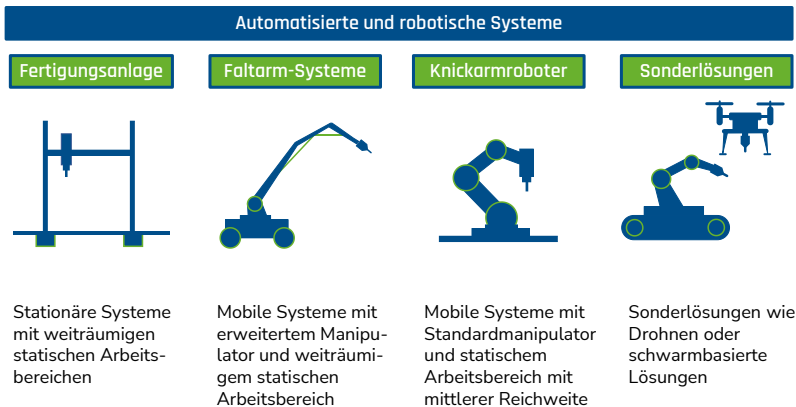 Automatisierte und robotische Systeme
Fertigungsanlage
Faltarm-Systeme
Knickarmroboter
Sonderlösungen
Stationäre Systeme
mit weiträumigen
statischen Arbeits-
bereichen
Mobile Systeme mit
erweitertem Manipu-
lator und weiträumi-
gem statischen
Arbeitsbereich
Mobile Systeme mit
Standardmanipulator
und statischem
Arbeitsbereich mit
mittlerer Reichweite
Sonderlösungen wie
Drohnen oder
schwarmbasierte
Lösungen